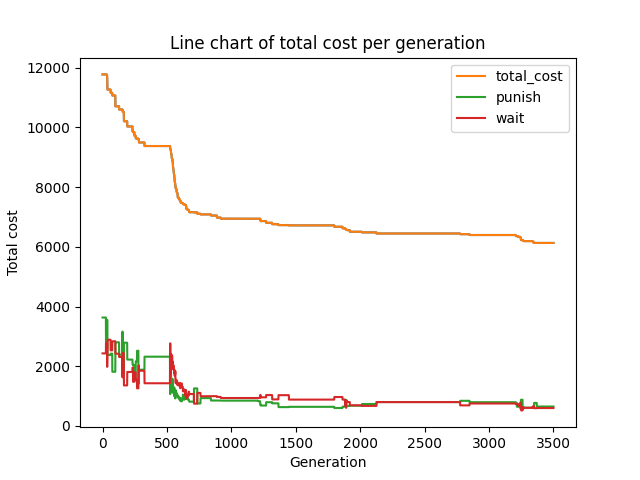 Line chart of total cost per generation
total_cost
punish
wait
Total cost
12000
10000
8000
6000
4000
2000
0
0 500 1000 1500 2000 2500 3000 3500
Generation